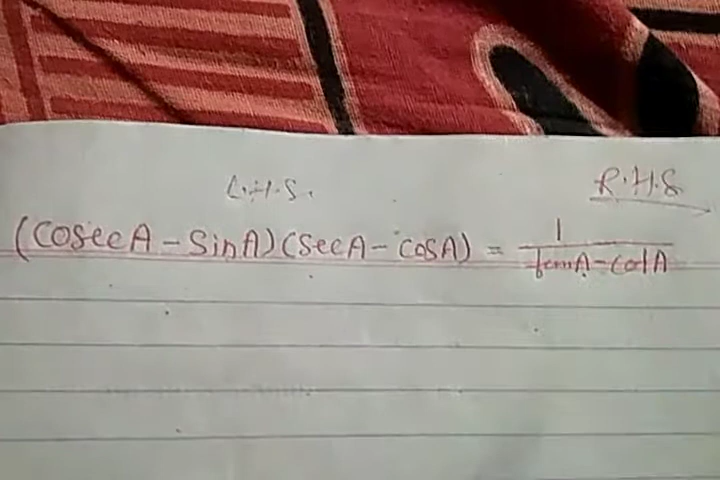 L.H.S. R.H.S
(CosecA - SinA)(SecA - CosA) = 1/tanA-CotA